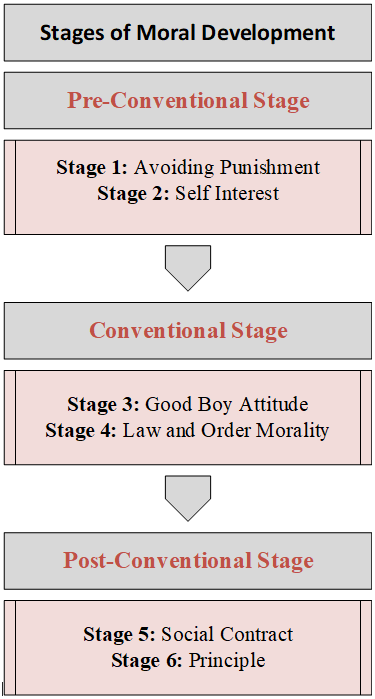 Stages of Moral Development
Pre-Conventional Stage
Stage 1: Avoiding Punishment
Stage 2: Self Interest
Conventional Stage
Stage 3: Good Boy Attitude
Stage 4: Law and Order Morality
Post-Conventional Stage
Stage 5: Social Contract
Stage 6: Principle